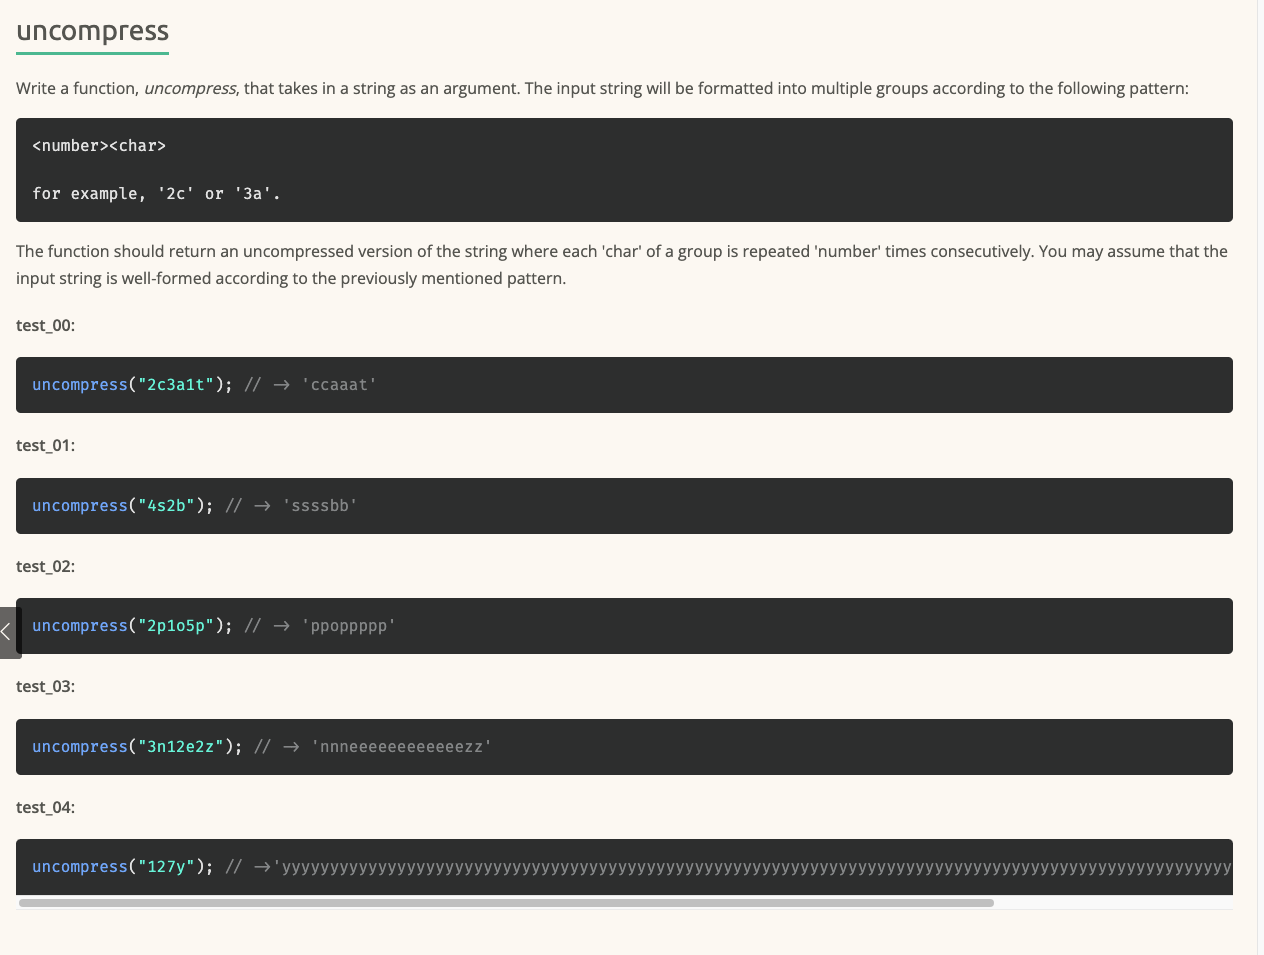 uncompress
Write a function, uncompress, that takes in a string as an argument. The input string will be formatted into multiple groups according to the following pattern:
<number><char>
for example, '2c' or '3a'.
The function should return an uncompressed version of the string where each 'char' of a group is repeated 'number' times consecutively. You may assume that the
input string is well-formed according to the previously mentioned pattern.
test_00:
uncompress("2c3a1t"); // -> 'ccaaat'
test_01:
uncompress("4s2b"); // -> 'ssssbb'
test_02:
uncompress("2p1o5p"); // -> 'ppoppppp'
test_03:
uncompress("3n12e2z"); // -> 'nnneeeeeeeeeeeezz'
test_04:
uncompress("127y"); // ->'yyyyyyyyyyyyyyyyyyyyyyyyyyyyyyyyyyyyyyyyyyyyyyyyyyyyyyyyyyyyyyyyyyyyyyyyyyyyyyyyyyyyyyyyyyyyyyyyyyy